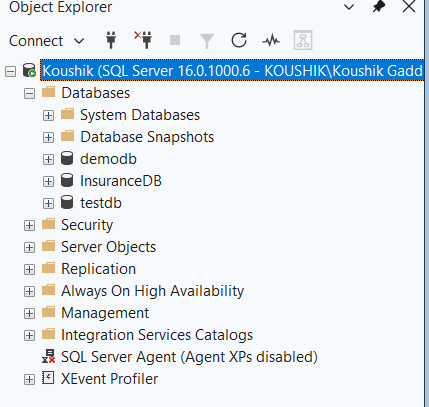 Object Explorer
Connect
Koushik (SQL Server 16.0.1000.6 - KOUSHIK\Koushik Gadd
Databases
System Databases
Database Snapshots
demodb
InsuranceDB
testdb
Security
Server Objects
Replication
Always On High Availability
Management
Integration Services Catalogs
SQL Server Agent (Agent XPs disabled)
XEvent Profiler